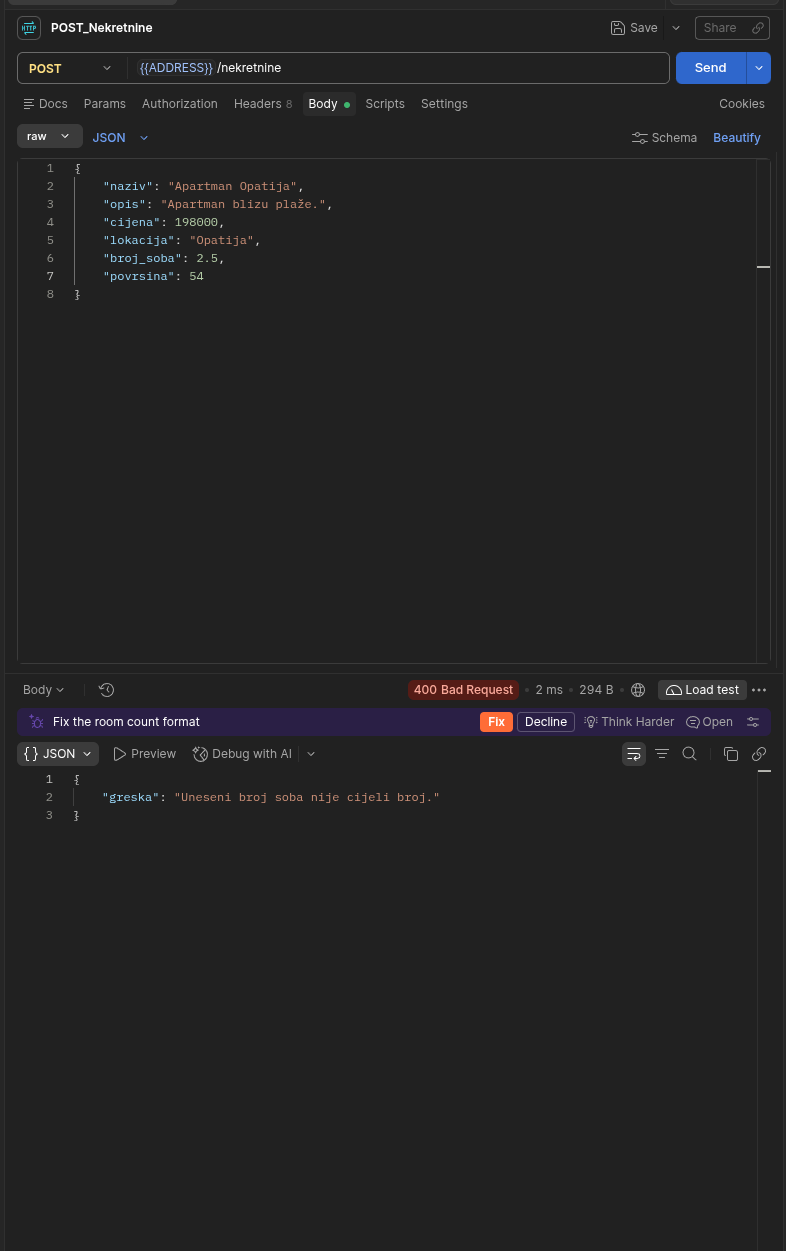 HTTP POST_Nekretnine Save Share
POST {{ADDRESS}} /nekretnine Send
Docs Params Authorization Headers 8 Body Scripts Settings Cookies
raw JSON Schema Beautify
1 {
2 "naziv": "Apartman Opatija",
3 "opis": "Apartman blizu plaže.",
4 "cijena": 198000,
5 "lokacija": "Opatija",
6 "broj_soba": 2.5,
7 "povrsina": 54
8 }
Body 400 Bad Request • 2 ms • 294 B • Load test
Fix the room count format Fix Decline Think Harder Open
{ } JSON Preview Debug with AI
1 {
2 "greska": "Uneseni broj soba nije cijeli broj."
3 }